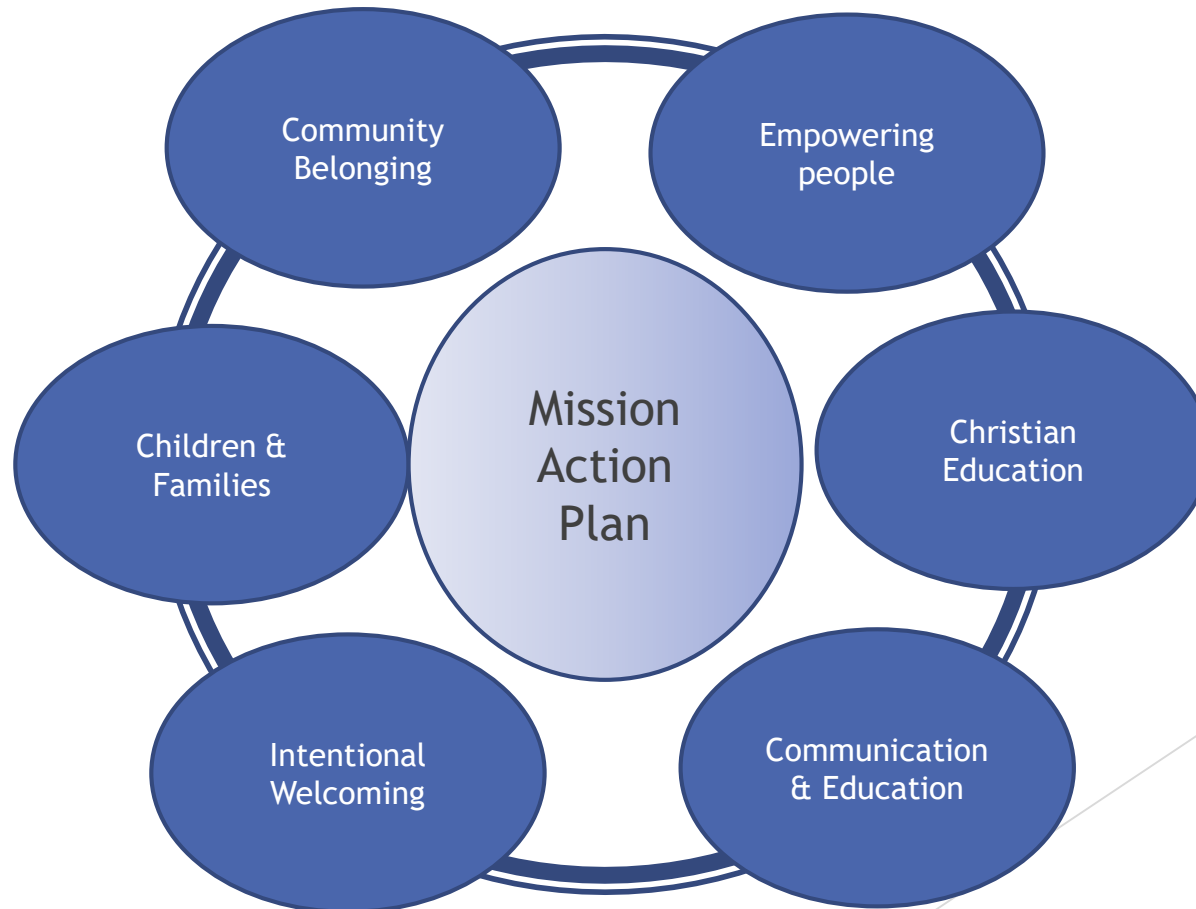 Community
Belonging
Empowering
people
Children &
Families
Mission
Action
Plan
Christian
Education
Intentional
Welcoming
Communication
& Education